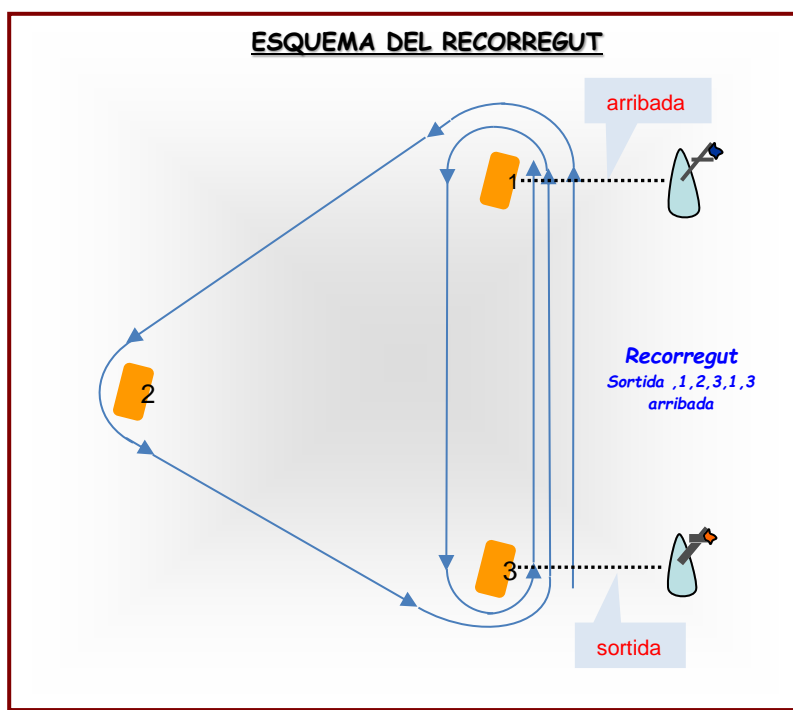 ESQUEMA DEL RECORREGUT
arribada
1
Recorregut
Sortida ,1,2,3,1,3
arribada
2
3
sortida